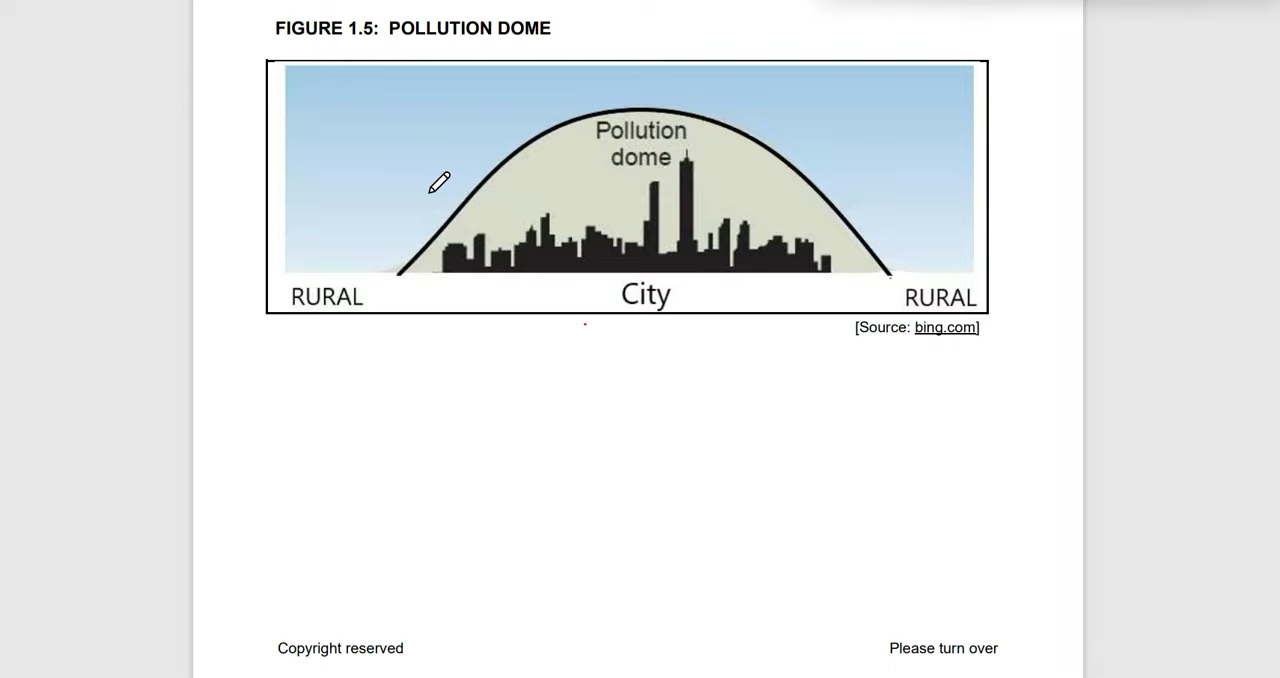 FIGURE 1.5: POLLUTION DOME
Pollution
dome
RURAL
City
RURAL
[Source: bing.com]
Copyright reserved
Please turn over